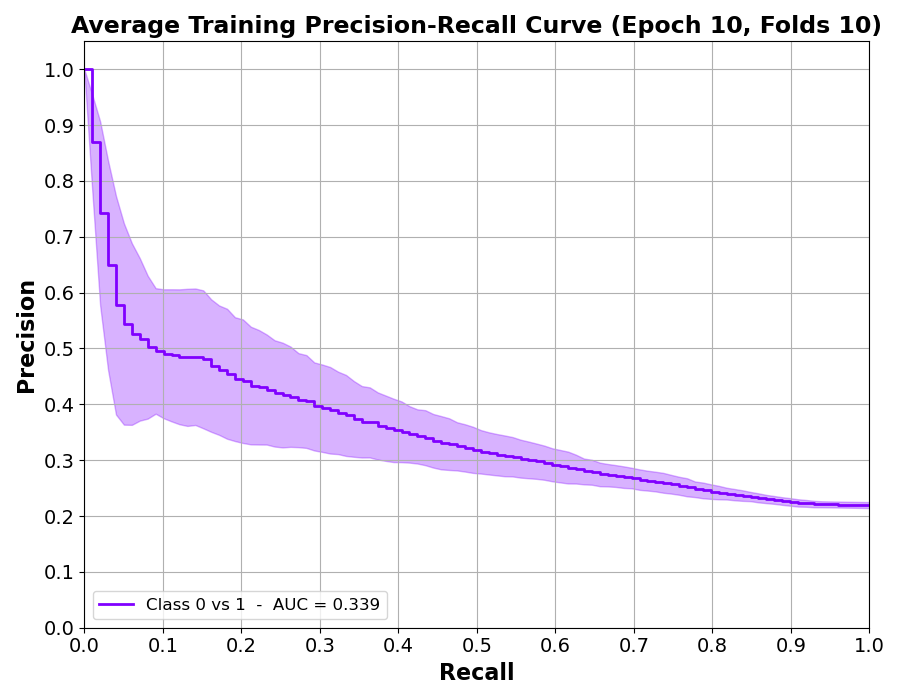 Average Training Precision-Recall Curve (Epoch 10, Folds 10)
Precision
1.0
0.9
0.8
0.7
0.6
0.5
0.4
0.3
0.2
0.1
0.0
Class 0 vs 1 - AUC = 0.339
0.0 0.1 0.2 0.3 0.4 0.5 0.6 0.7 0.8 0.9 1.0
Recall